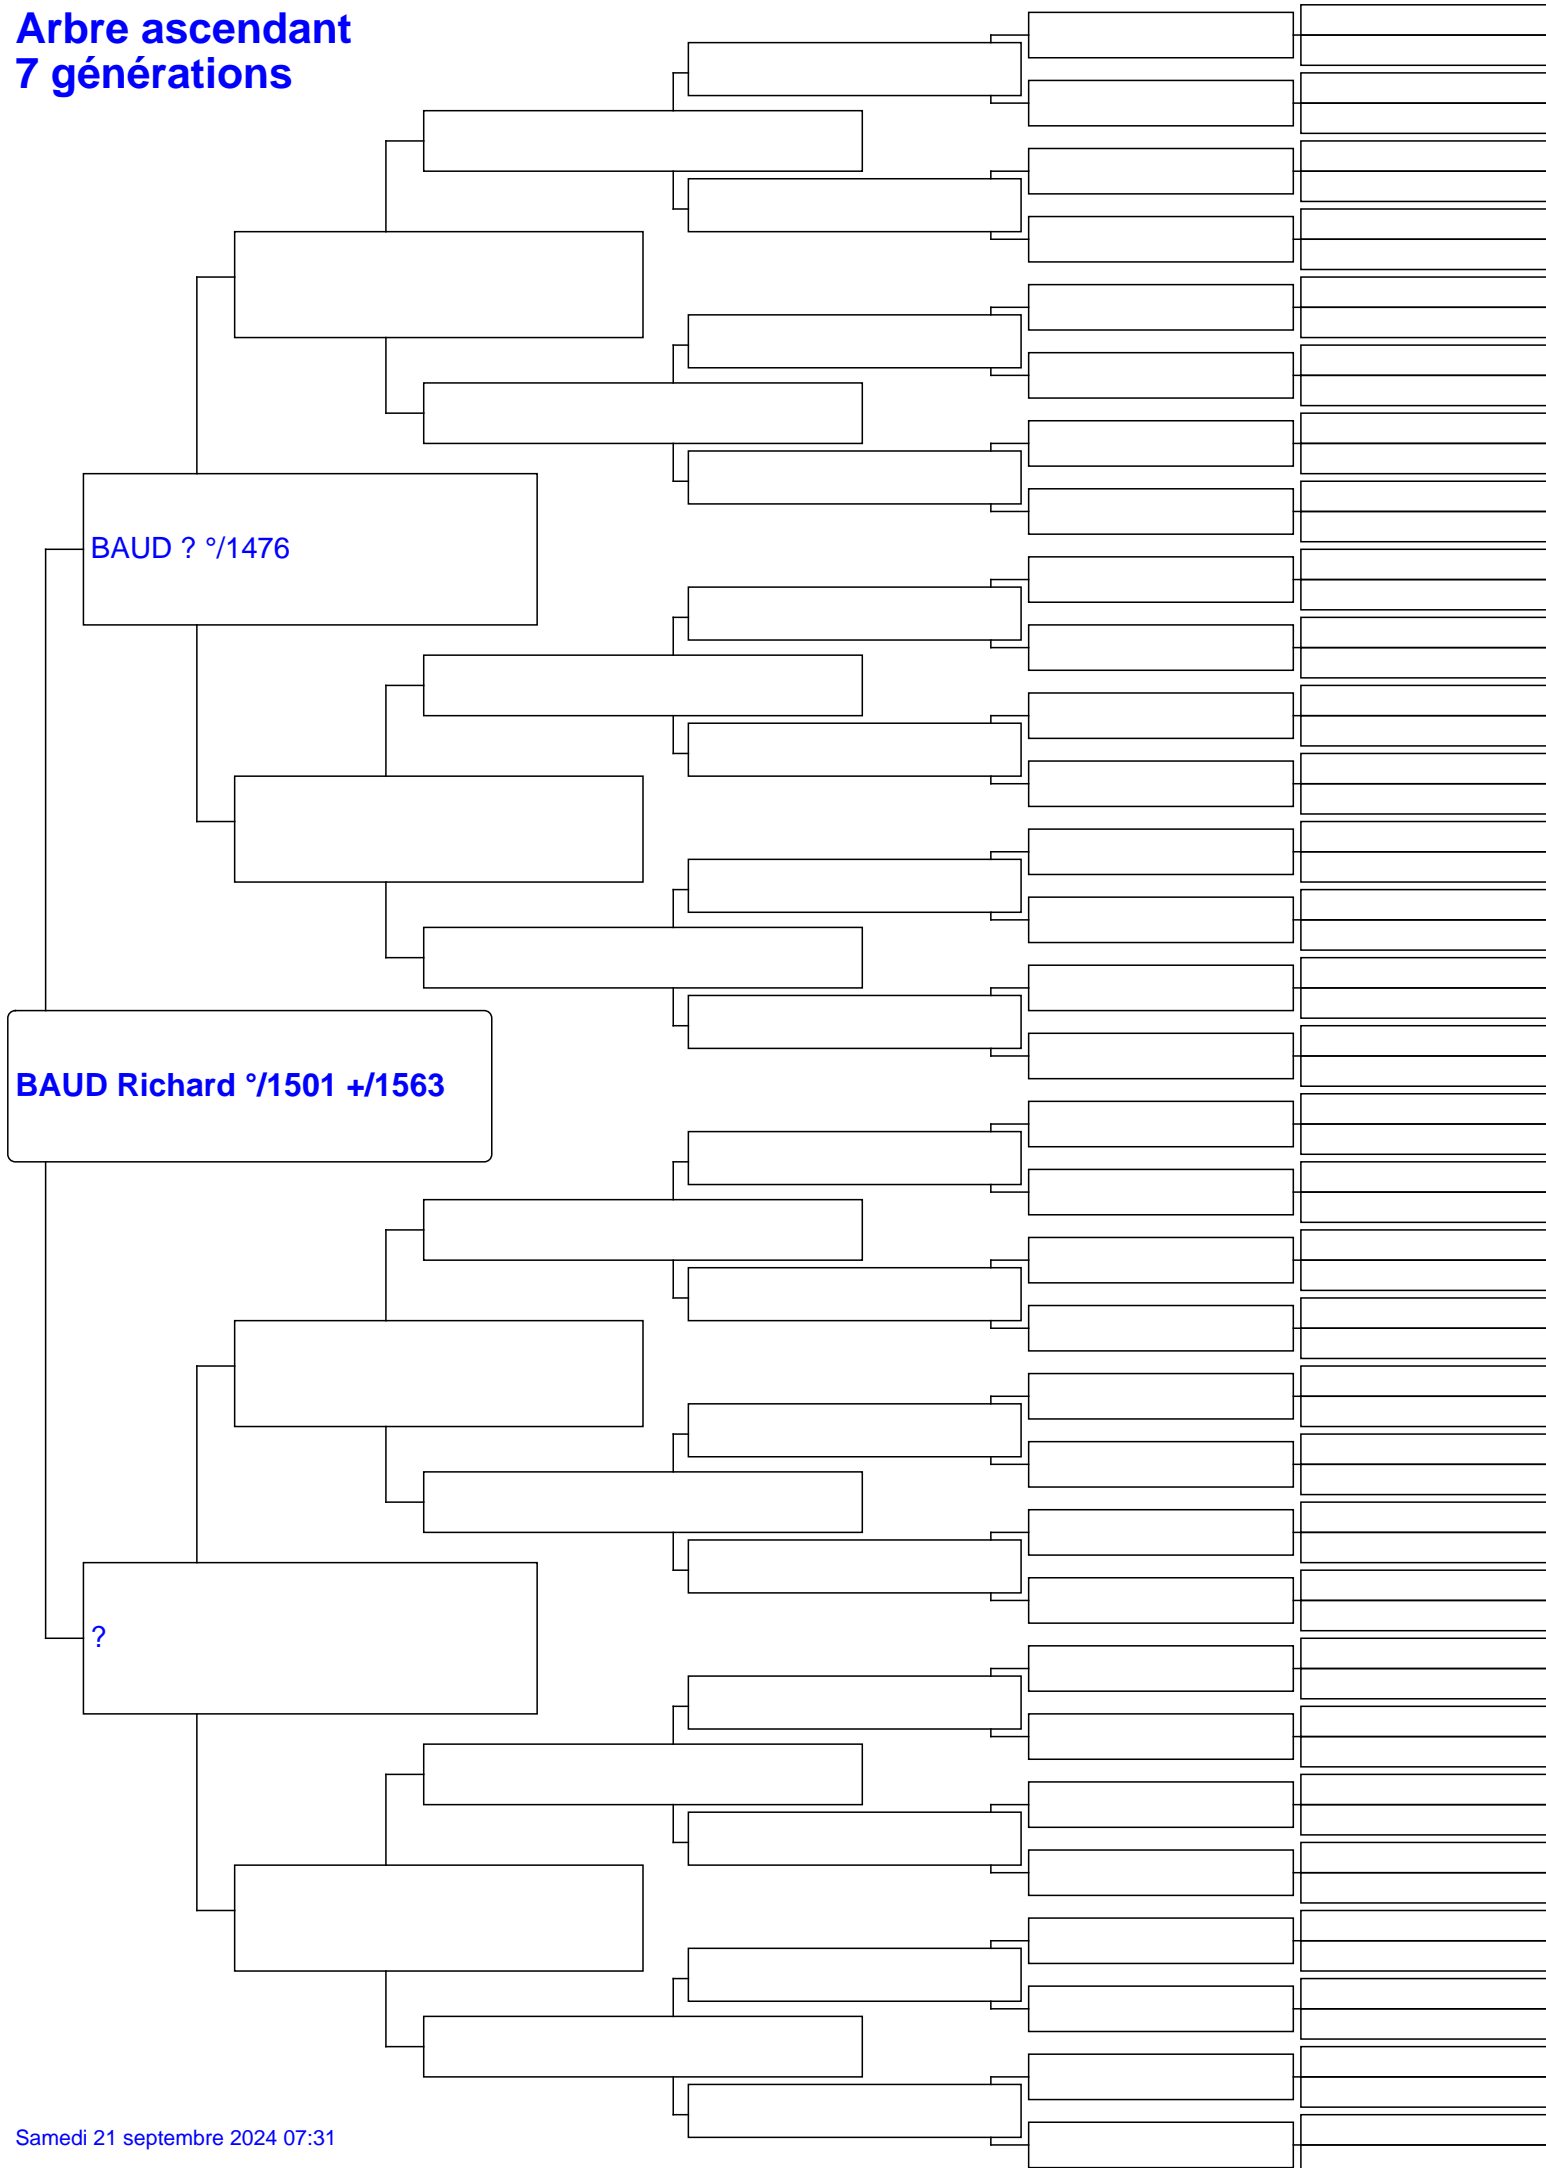 Arbre ascendant
7 générations
BAUD ? °/1476
BAUD Richard °/1501 +/1563
?
Samedi 21 septembre 2024 07:31